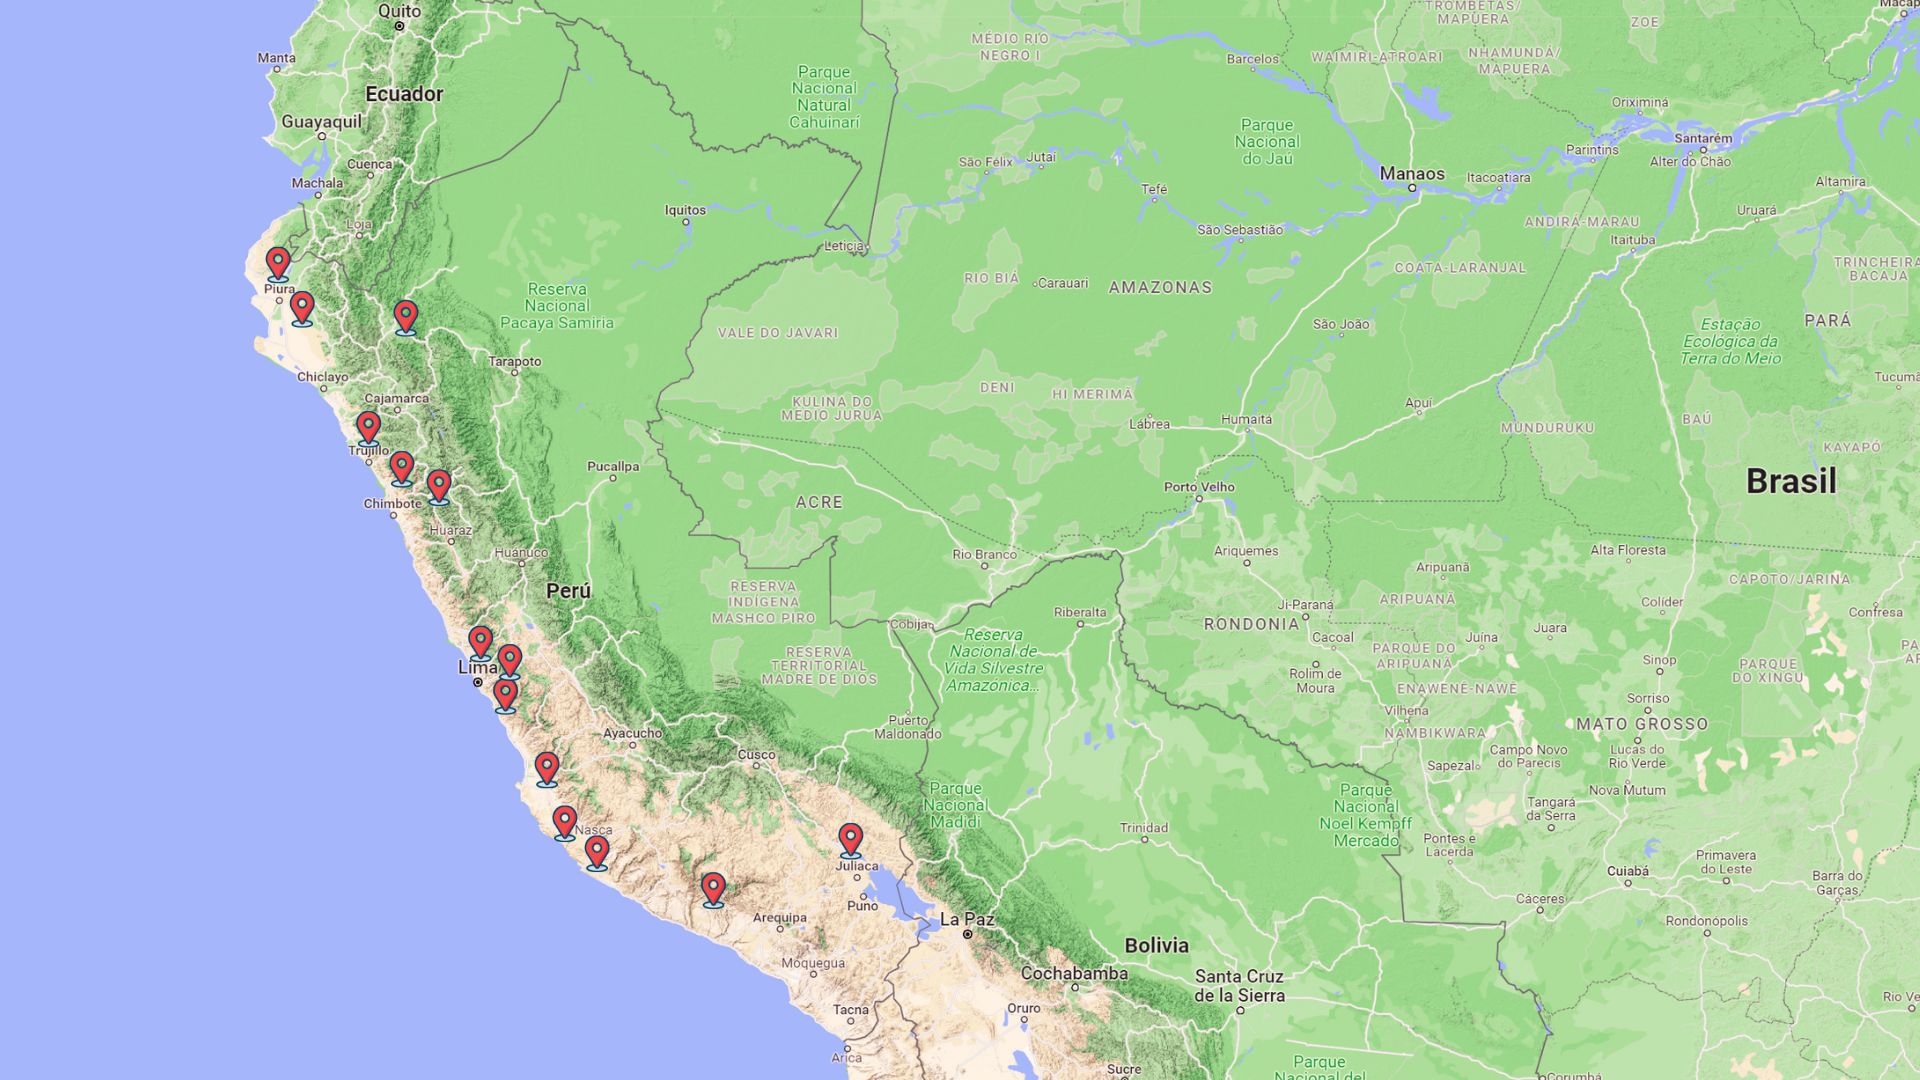 Quito
Manta
Ecuador
Guayaquil
Cuenca
Machala
Loja
Piura
Chiclayo
Cajamarca
Trujillo
Chimbote
Huaraz
Huánuco
Tarapoto
Iquitos
Reserva
Nacional
Pacaya Samiria
Pucallpa
Perú
Lima
Ayacucho
Cusco
Nasca
Juliaca
Puno
Arequipa
Moquegua
Tacna
Arica
Parque
Nacional
Natural
Cahuinarí
Leticia
MÉDIO RIO
NEGRO I
Barcelos
WAIMIRI-ATROARI
TROMBETAS/
MAPUERA
NHAMUNDÁ/
MAPUERA
ZOE
Macap
Oriximiná
Parque
Nacional
do Jaú
São Félix
Jutaí
Tefé
Manaos
Itacoatiara
Parintins
Santarém
Alter do Chão
Altamira
Uruará
São Sebastião
ANDIRÁ-MARAU
Itaituba
RIO BIÁ
Carauari
AMAZONAS
COATA-LARANJAL
TRINCHEIRA
BACAJA
VALE DO JAVARI
São João
Estação
Ecológica da
Terra do Meio
PARÁ
Tucumã
DENI
HI MERIMÃ
KULINA DO
MEDIO JURUA
Lábrea
Humaitá
Apuí
MUNDURUKU
BAÚ
KAYAPÓ
ACRE
Porto Velho
Brasil
Rio Branco
Ariquemes
Alta Floresta
Aripuanã
CAPOTO/JARINA
RESERVA
INDÍGENA
MASHCO PIRO
Riberalta
Ji-Paraná
ARIPUANÃ
Colíder
Confresa
Cobija
RONDONIA
Cacoal
Juína
Juara
Reserva
Nacional de
Vida Silvestre
Amazónica...
RESERVA
TERRITORIAL
MADRE DE DIOS
PARQUE DO
ARIPUANÃ
Sinop
PARQUE
DO XINGU
PA
AF
Rolim de
Moura
ENAWENÊ-NAWÊ
Sorriso
Vilhena
MATO GROSSO
Puerto
Maldonado
NAMBIKWARA
Campo Novo
do Parecis
Lucas do
Rio Verde
Sapezal
Nova Mutum
Parque
Nacional
Madidi
Parque
Nacional
Noel Kempff
Mercado
Tangará
da Serra
Trinidad
Pontes e
Lacerda
Cuiabá
Primavera
do Leste
Barra do
Garças
Cáceres
Rondonópolis
La Paz
Bolivia
Cochabamba
Santa Cruz
de la Sierra
Oruro
Rio Ve
Sucre
Parque
Nacional del
Corumbá